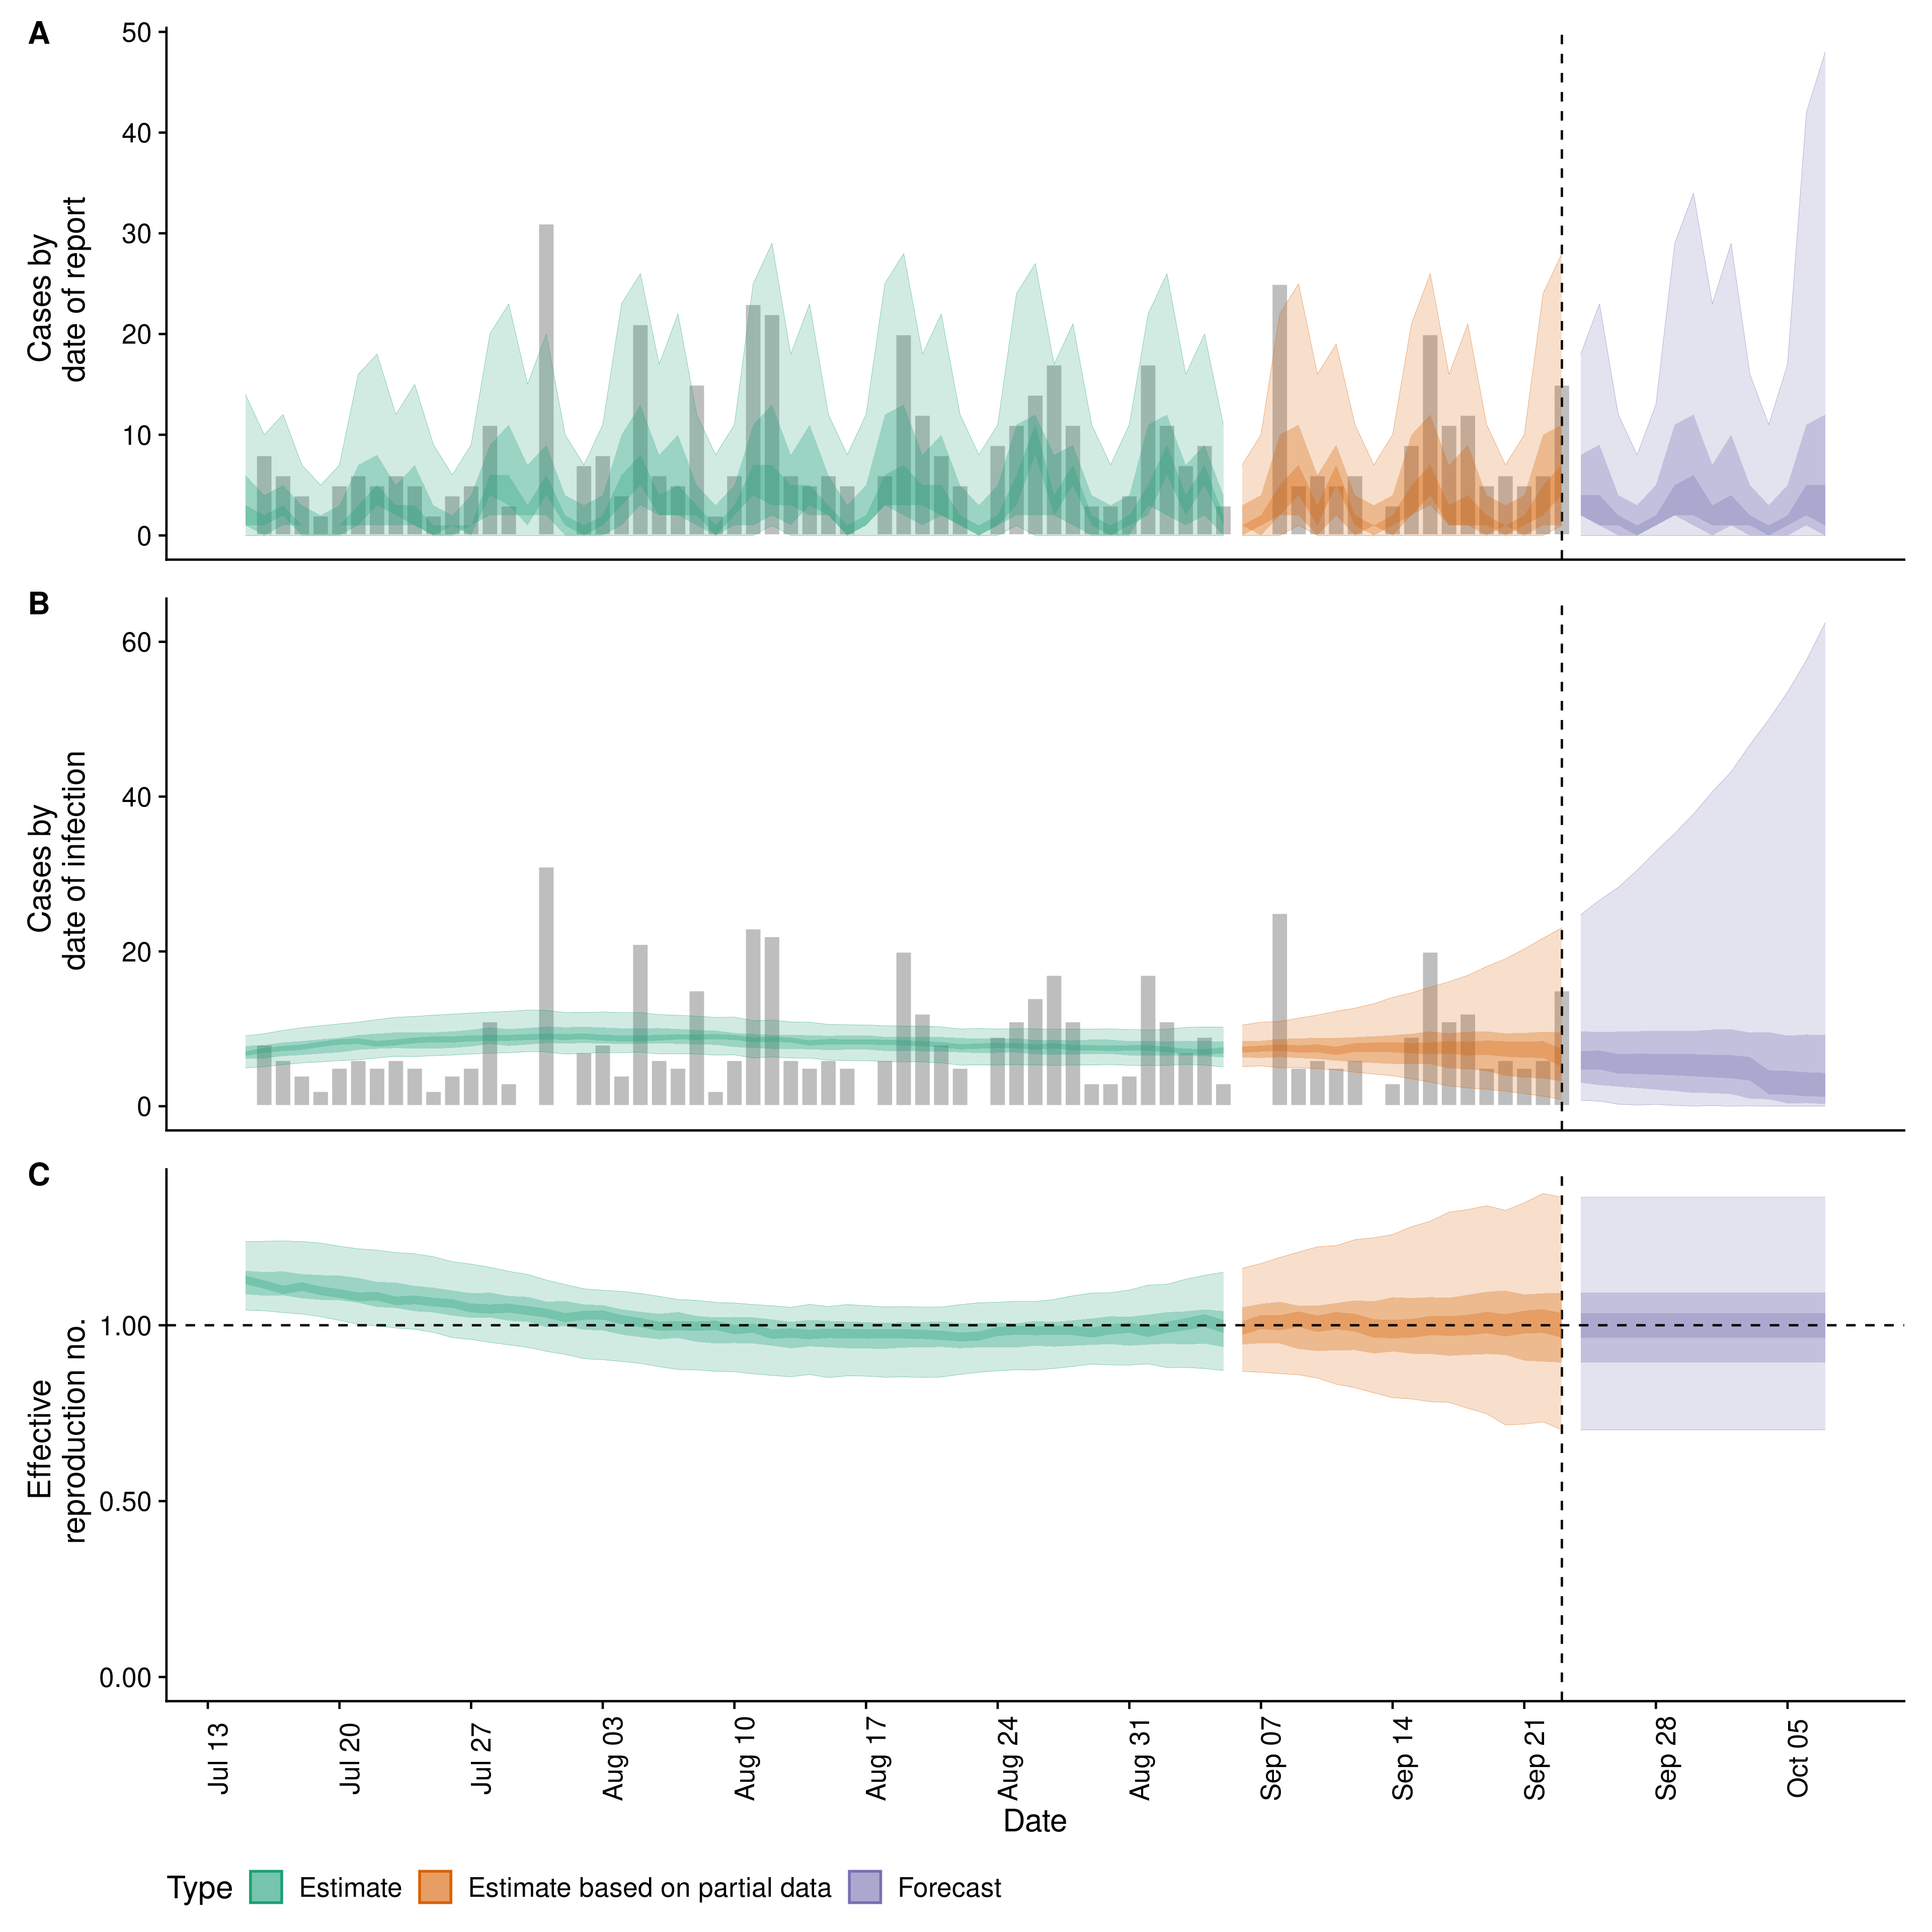 A
Cases by
date of report
50
40
30
20
10
0
B
Cases by
date of infection
60
40
20
0
C
Effective
reproduction no.
1.00
0.50
0.00
Jul 13
Jul 20
Jul 27
Aug 03
Aug 10
Aug 17
Aug 24
Aug 31
Sep 07
Sep 14
Sep 21
Sep 28
Oct 05
Date
Type Estimate Estimate based on partial data Forecast